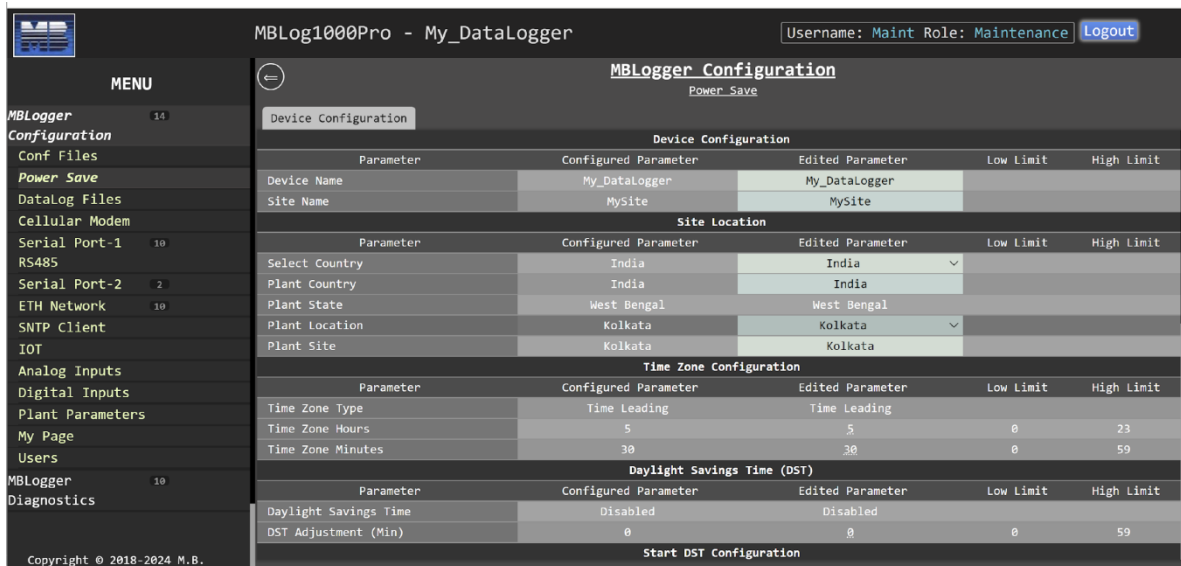 MB
MBLog1000Pro - My_DataLogger
Username: Maint Role: Maintenance Logout
MENU
MBLogger 14
Configuration
Conf Files
Power Save
DataLog Files
Cellular Modem
Serial Port-1 10
RS485
Serial Port-2 2
ETH Network 10
SNTP Client
IOT
Analog Inputs
Digital Inputs
Plant Parameters
My Page
Users
MBLogger 10
Diagnostics
Copyright © 2018-2024 M.B.
MBLogger Configuration
Power Save
Device Configuration
Device Configuration
Parameter Configured Parameter Edited Parameter Low Limit High Limit
Device Name My_DataLogger My_DataLogger
Site Name MySite MySite
Site Location
Parameter Configured Parameter Edited Parameter Low Limit High Limit
Select Country India India
Plant Country India India
Plant State West Bengal West Bengal
Plant Location Kolkata Kolkata
Plant Site Kolkata Kolkata
Time Zone Configuration
Parameter Configured Parameter Edited Parameter Low Limit High Limit
Time Zone Type Time Leading Time Leading
Time Zone Hours 5 5 0 23
Time Zone Minutes 30 30 0 59
Daylight Savings Time (DST)
Parameter Configured Parameter Edited Parameter Low Limit High Limit
Daylight Savings Time Disabled Disabled
DST Adjustment (Min) 0 0 0 59
Start DST Configuration